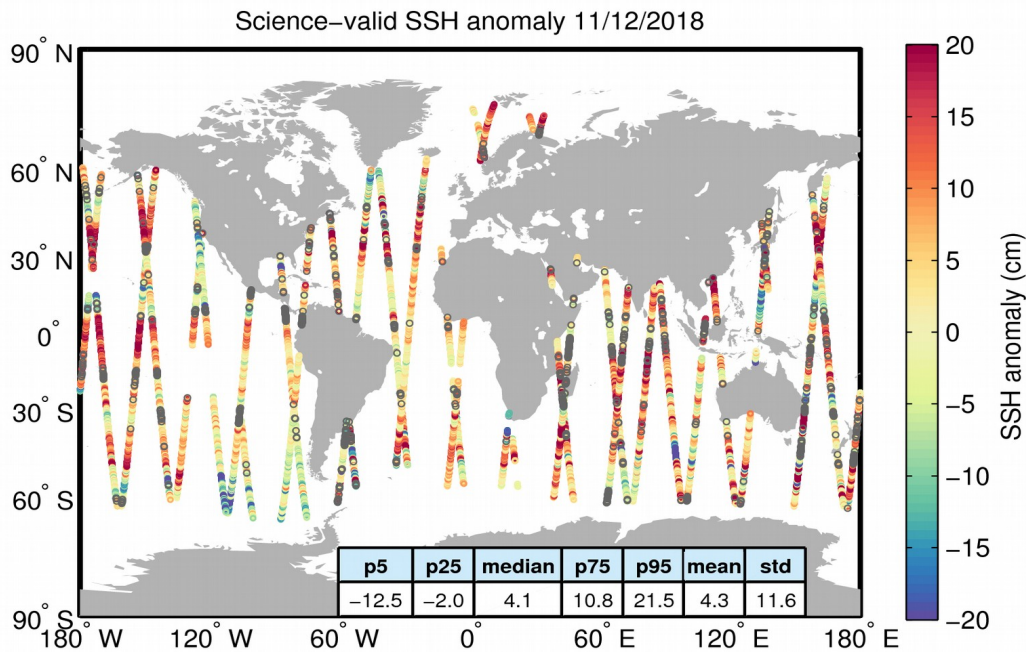 Science−valid SSH anomaly 11/12/2018
90° N
60° N
30° N
0°
30° S
60° S
90° S
180° W
120° W
60° W
0°
60° E
120° E
180° E
p5 p25 median p75 p95 mean std
−12.5 −2.0 4.1 10.8 21.5 4.3 11.6
20
15
10
5
0
−5
−10
−15
−20
SSH anomaly (cm)